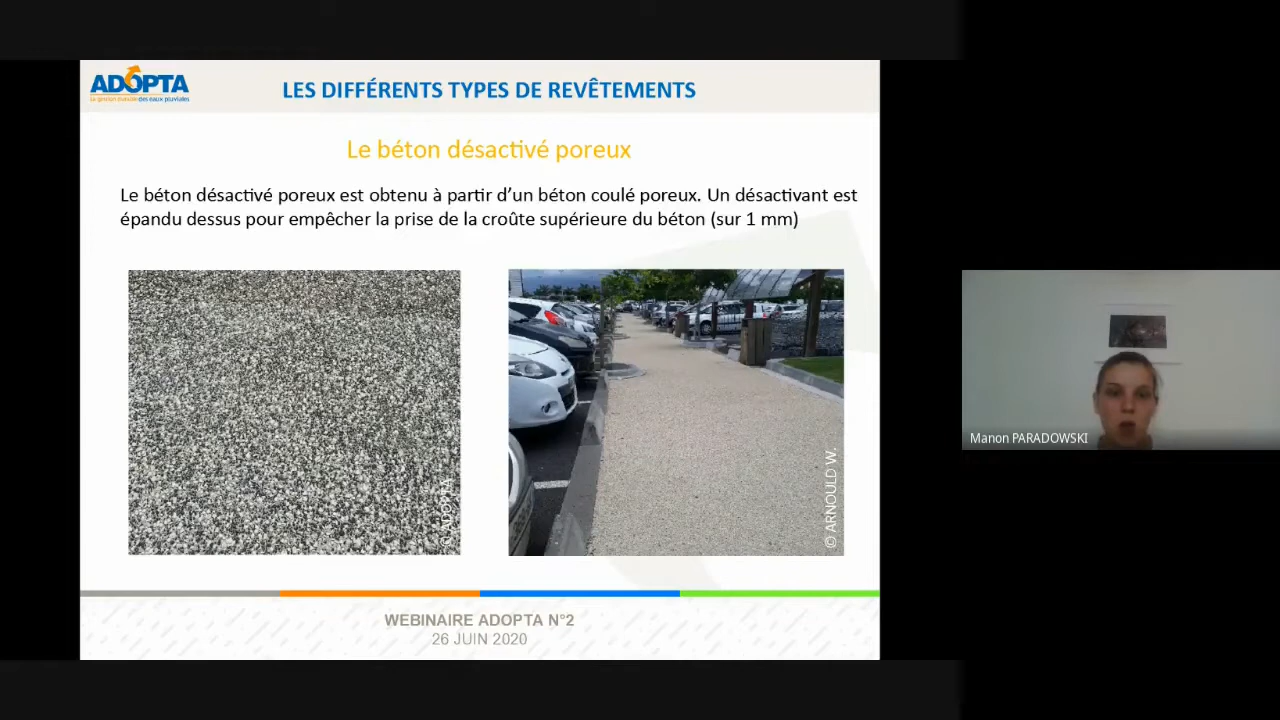 ADOPTA
La gestion durable des eaux pluviales
LES DIFFÉRENTS TYPES DE REVÊTEMENTS
Le béton désactivé poreux
Le béton désactivé poreux est obtenu à partir d’un béton coulé poreux. Un désactivant est
épandu dessus pour empêcher la prise de la croûte supérieure du béton (sur 1 mm)
© ADOPTA
© ARNOULD W.
Manon PARADOWSKI
WEBINAIRE ADOPTA N°2
26 JUIN 2020